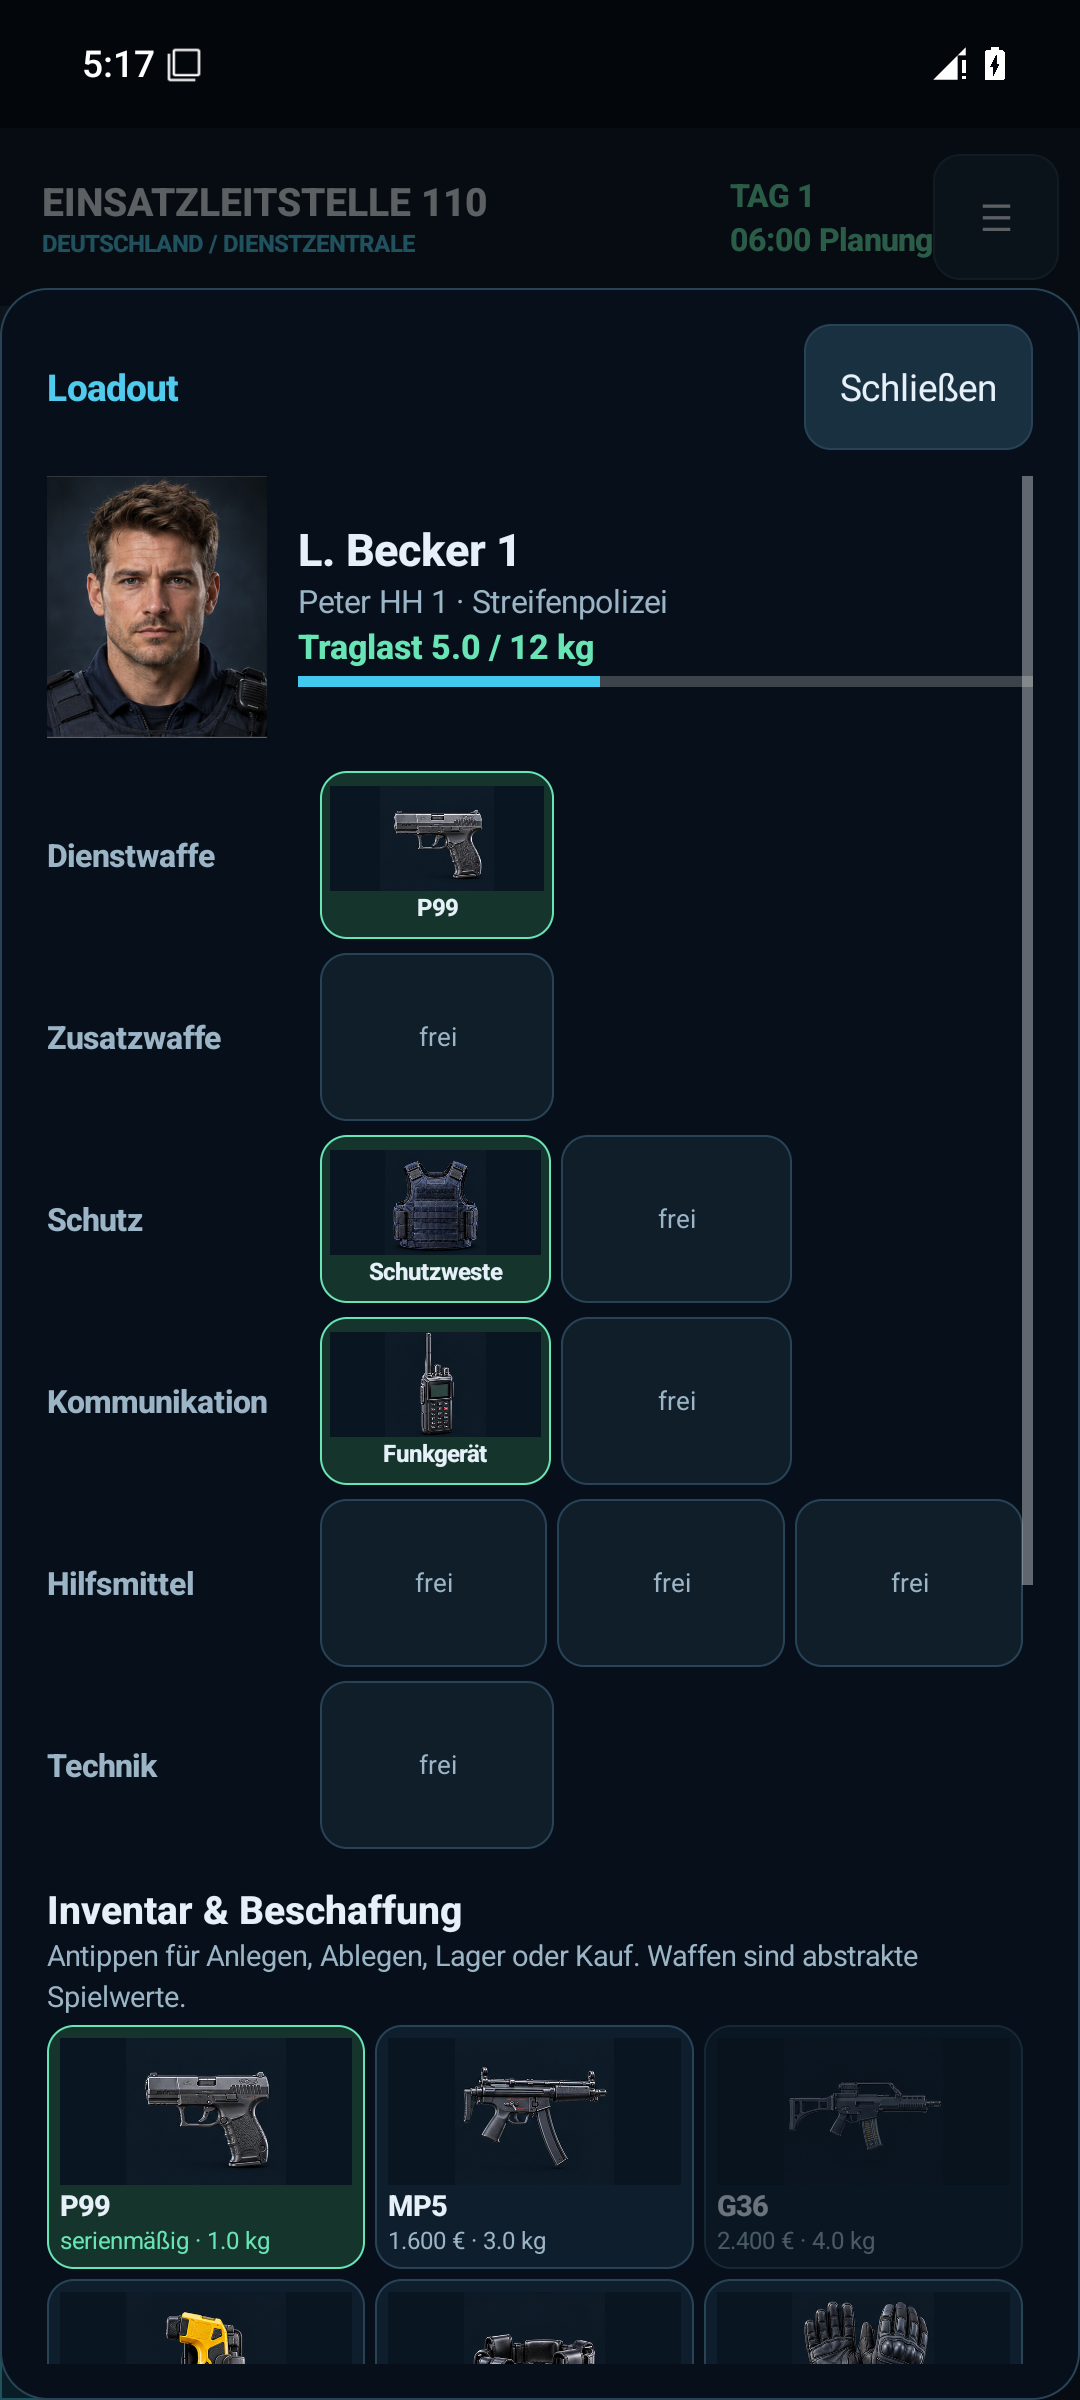 5:17
EINSATZLEITSTELLE 110
DEUTSCHLAND / DIENSTZENTRALE
TAG 1
06:00 Planung
Loadout
Schließen
L. Becker 1
Peter HH 1 · Streifenpolizei
Traglast 5.0 / 12 kg
Dienstwaffe
P99
Zusatzwaffe
frei
Schutz
Schutzweste
frei
Kommunikation
Funkgerät
frei
Hilfsmittel
frei
frei
frei
Technik
frei
Inventar & Beschaffung
Antippen für Anlegen, Ablegen, Lager oder Kauf. Waffen sind abstrakte
Spielwerte.
P99
serienmäßig · 1.0 kg
MP5
1.600 € · 3.0 kg
G36
2.400 € · 4.0 kg